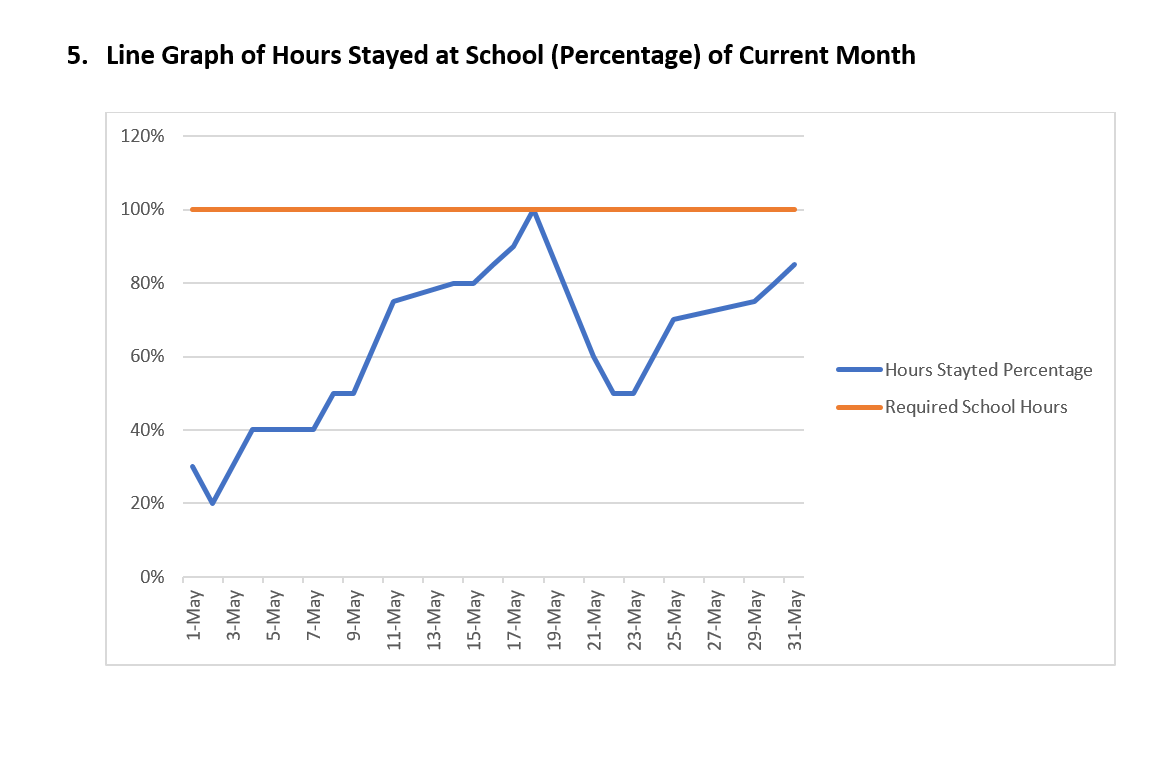 5. Line Graph of Hours Stayed at School (Percentage) of Current Month
120%
100%
80%
60%
40%
20%
0%
1-May
3-May
5-May
7-May
9-May
11-May
13-May
15-May
17-May
19-May
21-May
23-May
25-May
27-May
29-May
31-May
Hours Stayted Percentage
Required School Hours